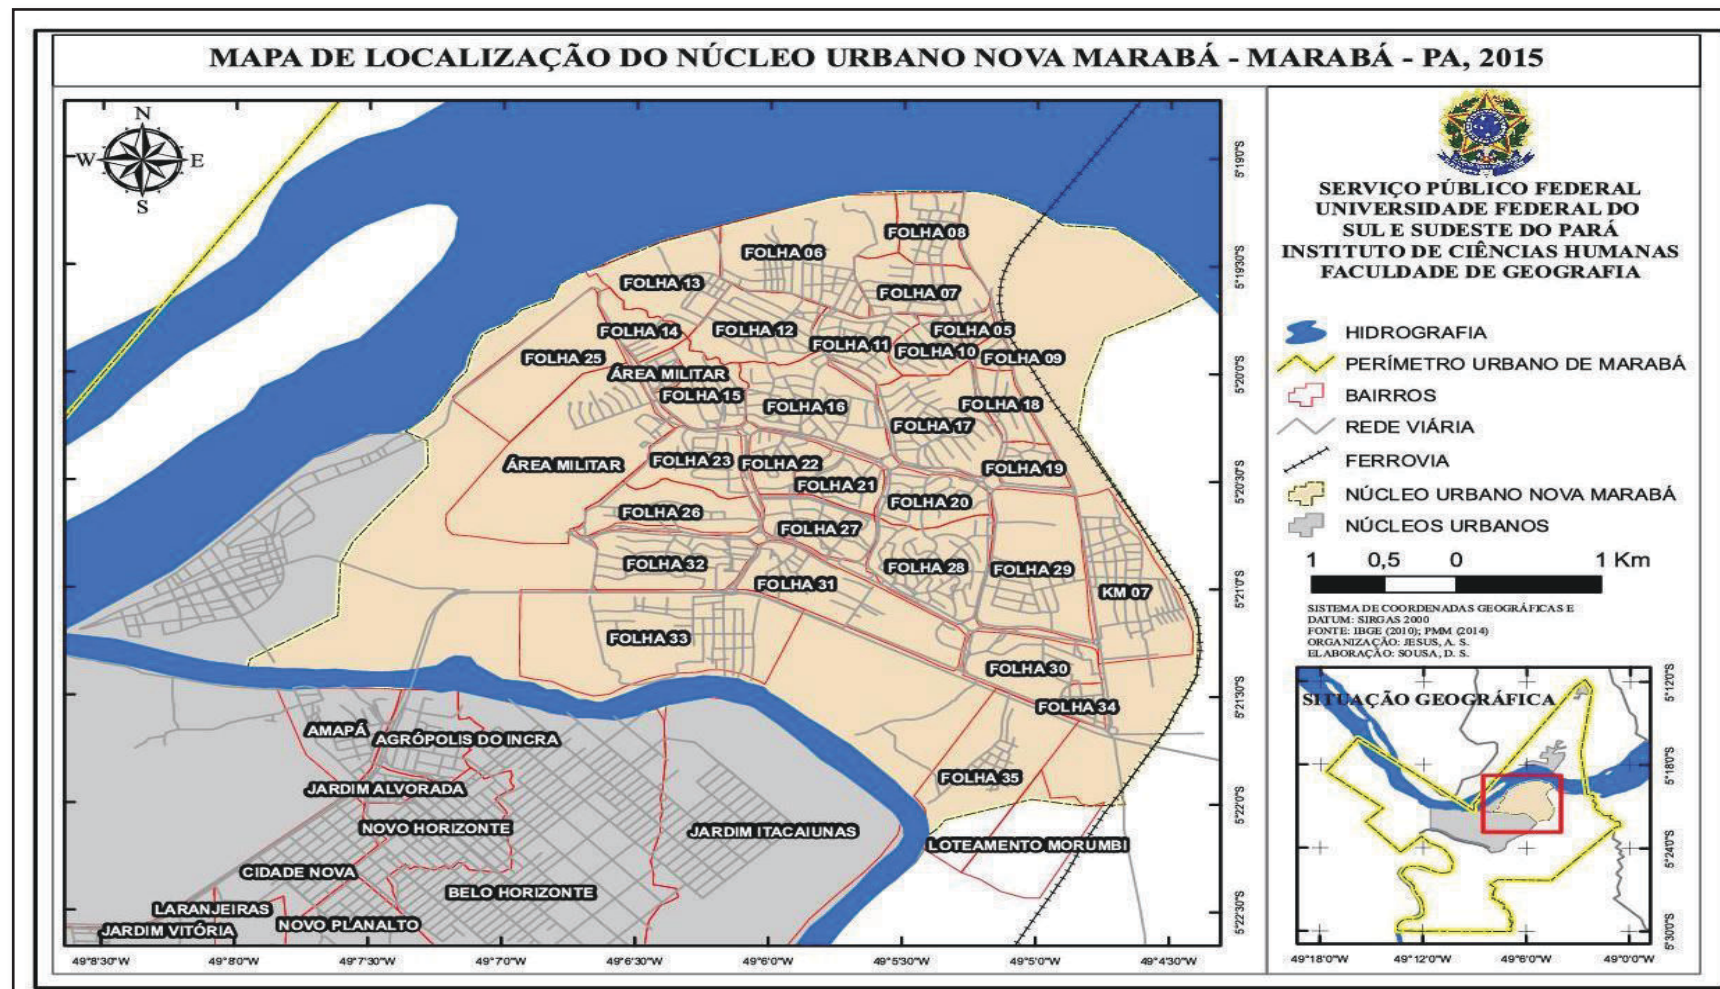 MAPA DE LOCALIZAÇÃO DO NÚCLEO URBANO NOVA MARABÁ - MARABÁ - PA, 2015
N
W E
S
FOLHA 08
FOLHA 06
FOLHA 13
FOLHA 07
FOLHA 14
FOLHA 12
FOLHA 05
FOLHA 11
FOLHA 10
FOLHA 09
FOLHA 25
ÁREA MILITAR
FOLHA 15
FOLHA 16
FOLHA 18
FOLHA 17
ÁREA MILITAR
FOLHA 23
FOLHA 22
FOLHA 19
FOLHA 21
FOLHA 20
FOLHA 26
FOLHA 27
FOLHA 32
FOLHA 31
FOLHA 28
FOLHA 29
KM 07
FOLHA 33
FOLHA 30
FOLHA 34
FOLHA 35
AMAPÁ
AGRÓPOLIS DO INCRA
JARDIM ALVORADA
NOVO HORIZONTE
JARDIM ITACAIUNAS
LOTEAMENTO MORUMBI
CIDADE NOVA
BELO HORIZONTE
LARANJEIRAS
NOVO PLANALTO
JARDIM VITÓRIA
5°19'0"S
5°19'30"S
5°20'0"S
5°20'30"S
5°21'0"S
5°21'30"S
5°22'0"S
5°22'30"S
49°8'30"W 49°8'0"W 49°7'30"W 49°7'0"W 49°6'30"W 49°6'0"W 49°5'30"W 49°5'0"W 49°4'30"W
SERVIÇO PÚBLICO FEDERAL
UNIVERSIDADE FEDERAL DO
SUL E SUDESTE DO PARÁ
INSTITUTO DE CIÊNCIAS HUMANAS
FACULDADE DE GEOGRAFIA
HIDROGRAFIA
PERÍMETRO URBANO DE MARABÁ
BAIRROS
REDE VIÁRIA
FERROVIA
NÚCLEO URBANO NOVA MARABÁ
NÚCLEOS URBANOS
1 0,5 0 1 Km
SISTEMA DE COORDENADAS GEOGRÁFICAS E
DATUM: SIRGAS 2000
FONTE: IBGE (2010); PMM (2014)
ORGANIZAÇÃO: JESUS, A. S.
ELABORAÇÃO: SOUSA, D. S.
SITUAÇÃO GEOGRÁFICA
5°12'0"S
5°18'0"S
5°24'0"S
5°30'0"S
49°18'0"W 49°12'0"W 49°6'0"W 49°0'0"W